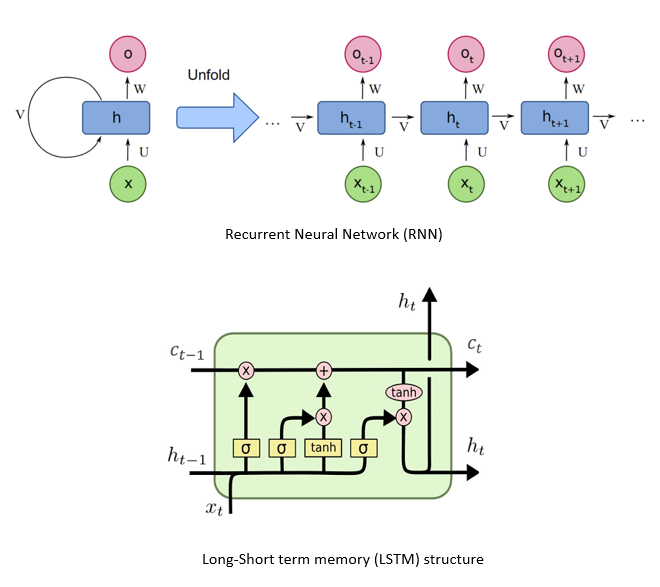 o o_{t-1} o_t o_{t+1}
Unfold
W W W W
V h ... V h_{t-1} V h_t V h_{t+1} V ...
U U U U
x x_{t-1} x_t x_{t+1}
Recurrent Neural Network (RNN)
h_t
c_{t-1} x + c_t
tanh
x x
h_{t-1} σ σ tanh σ h_t
x_t
Long-Short term memory (LSTM) structure